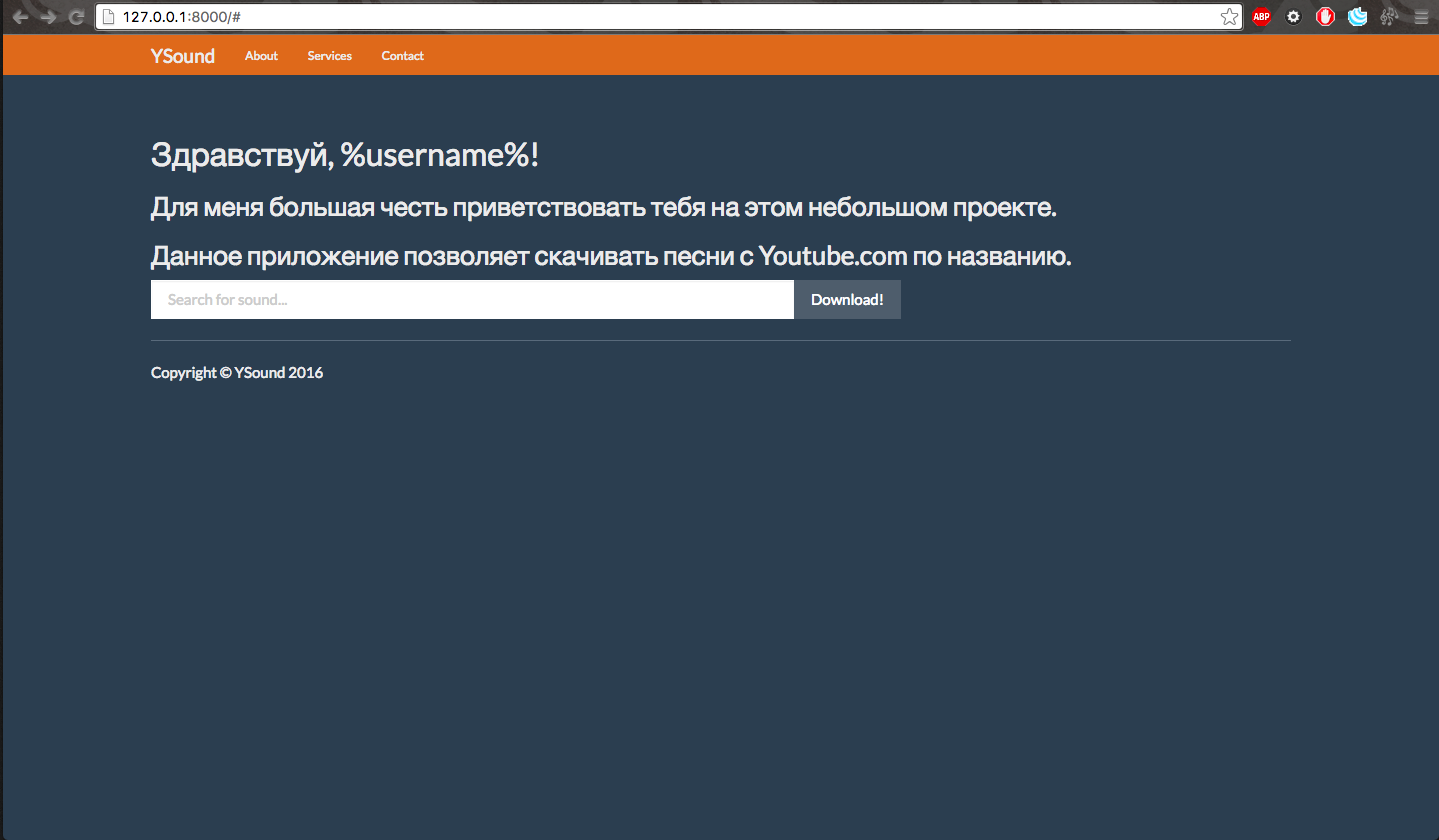 127.0.0.1:8000/#
ABP
YSound About Services Contact
Здравствуй, %username%!
Для меня большая честь приветствовать тебя на этом небольшом проекте.
Данное приложение позволяет скачивать песни с Youtube.com по названию.
Search for sound... Download!
Copyright © YSound 2016